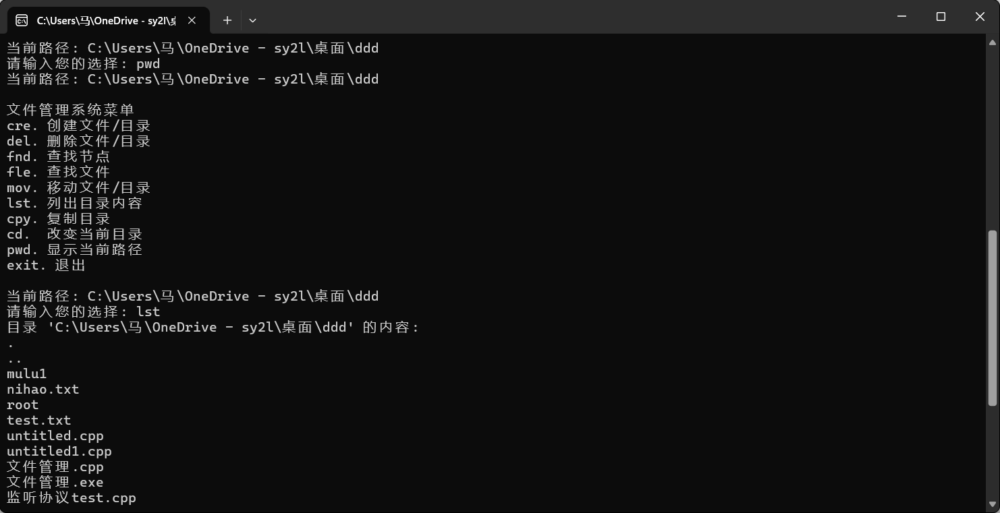 C:\Users\马\OneDrive - sy2l\
当前路径: C:\Users\马\OneDrive - sy2l\桌面\ddd
请输入您的选择: pwd
当前路径: C:\Users\马\OneDrive - sy2l\桌面\ddd
文件管理系统菜单
cre. 创建文件/目录
del. 删除文件/目录
fnd. 查找节点
fle. 查找文件
mov. 移动文件/目录
lst. 列出目录内容
cpy. 复制目录
cd.  改变当前目录
pwd. 显示当前路径
exit. 退出
当前路径: C:\Users\马\OneDrive - sy2l\桌面\ddd
请输入您的选择: lst
目录 'C:\Users\马\OneDrive - sy2l\桌面\ddd' 的内容:
.
..
mulu1
nihao.txt
root
test.txt
untitled.cpp
untitled1.cpp
文件管理.cpp
文件管理.exe
监听协议test.cpp